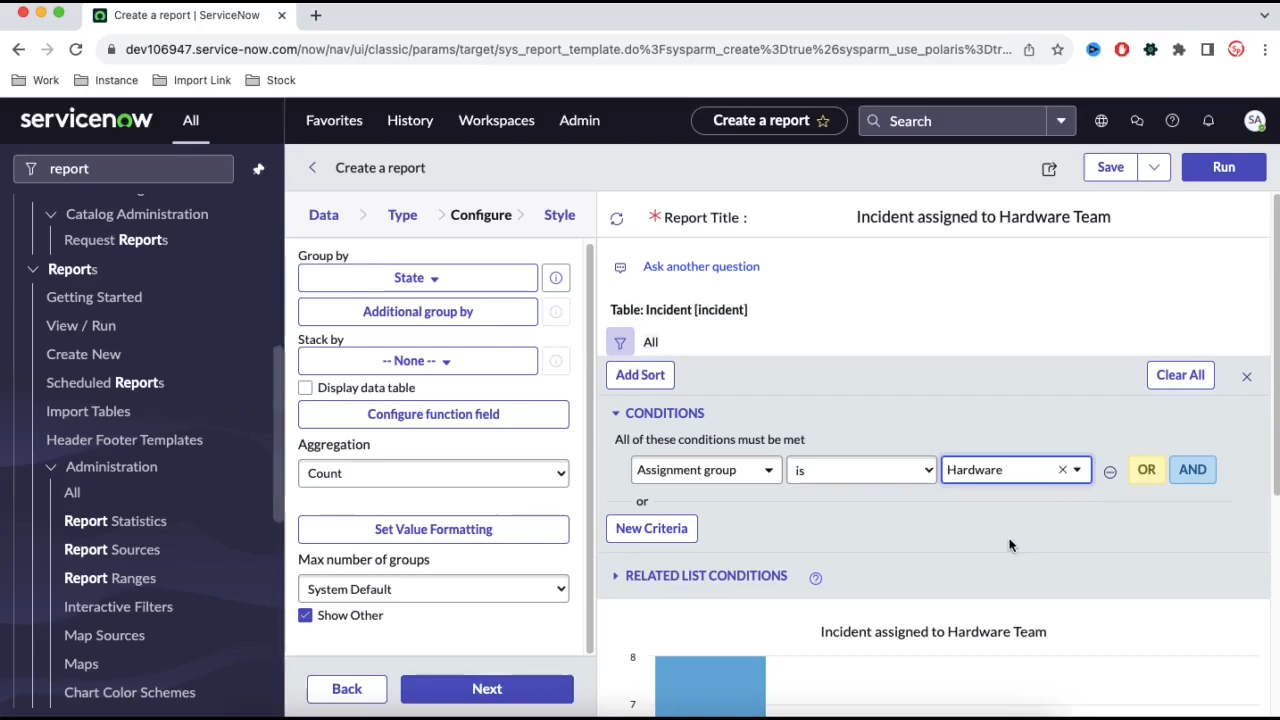 Create a report | ServiceNow
dev106947.service-now.com/now/nav/ui/classic/params/target/sys_report_template.do%3Fsysparm_create%3Dtrue%26sysparm_use_polaris%3Dtr...
Work Instance Import Link Stock
servicenow All Favorites History Workspaces Admin Create a report Search SA
report
Create a report Save Run
Catalog Administration
Request Reports
Reports
Getting Started
View / Run
Create New
Scheduled Reports
Import Tables
Header Footer Templates
Administration
All
Report Statistics
Report Sources
Report Ranges
Interactive Filters
Map Sources
Maps
Chart Color Schemes
Data Type Configure Style
Group by
State
Additional group by
Stack by
-- None --
Display data table
Configure function field
Aggregation
Count
Set Value Formatting
Max number of groups
System Default
Show Other
Back Next
* Report Title : Incident assigned to Hardware Team
Ask another question
Table: Incident [incident]
All
Add Sort Clear All
CONDITIONS
All of these conditions must be met
Assignment group is Hardware OR AND
or
New Criteria
RELATED LIST CONDITIONS
Incident assigned to Hardware Team
8
7